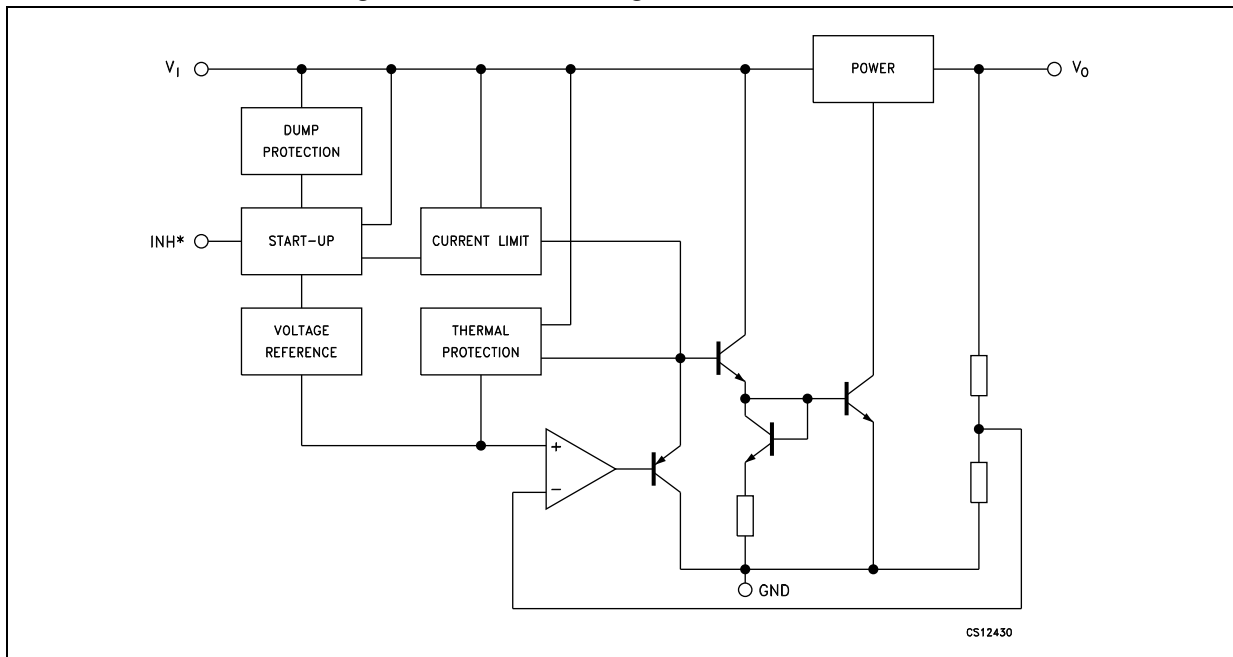 V_I
POWER
V_O
DUMP
PROTECTION
INH*
START-UP
CURRENT LIMIT
VOLTAGE
REFERENCE
THERMAL
PROTECTION
+
−
GND
CS12430